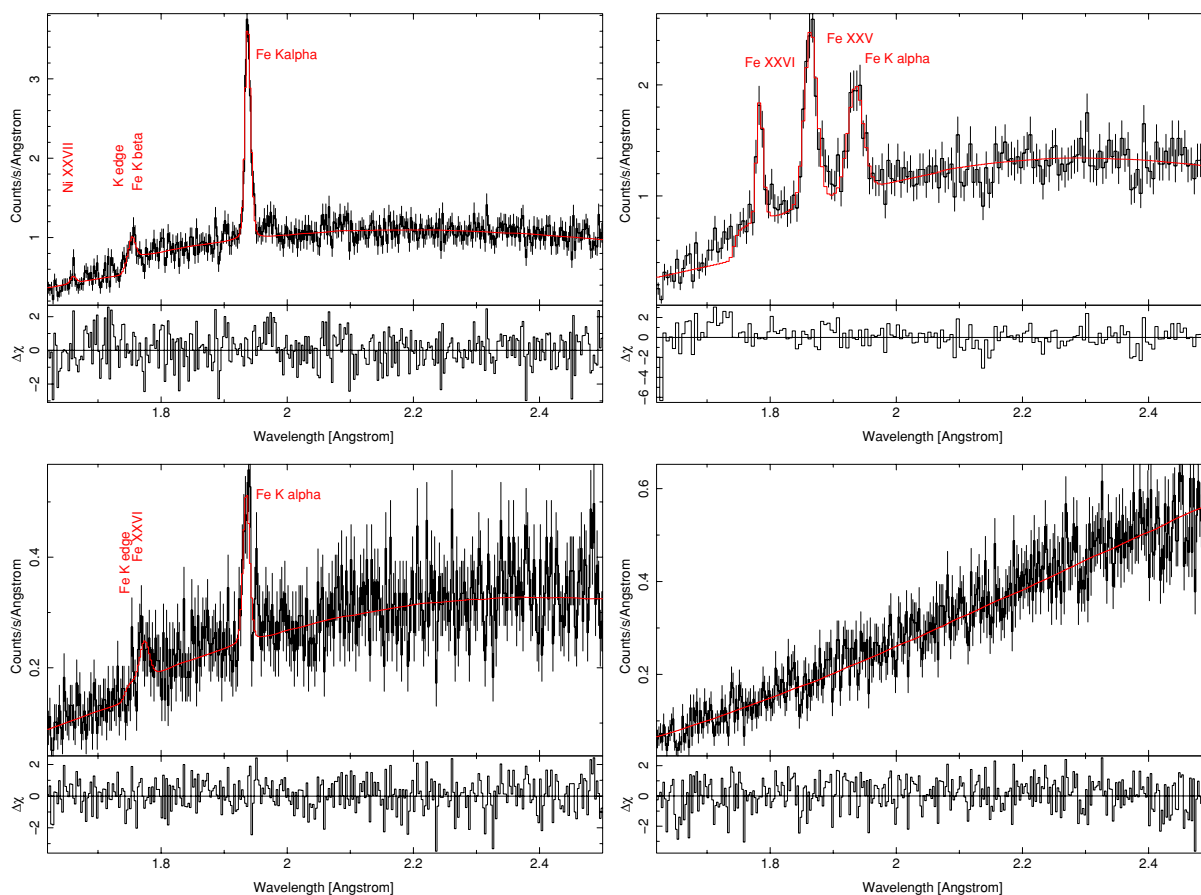 Fe Kalpha
Ni XXVII
K edge
Fe K beta
Counts/s/Angstrom
3
2
1
Δχ
2
0
−2
1.8
2
2.2
2.4
Wavelength [Angstrom]
Fe XXVI
Fe XXV
Fe K alpha
Counts/s/Angstrom
2
1
Δχ
2
0
−2
−4
−6
1.8
2
2.2
2.4
Wavelength [Angstrom]
Fe K edge
Fe XXVI
Fe K alpha
Counts/s/Angstrom
0.4
0.2
Δχ
2
0
−2
1.8
2
2.2
2.4
Wavelength [Angstrom]
Counts/s/Angstrom
0.6
0.4
0.2
Δχ
2
0
−2
1.8
2
2.2
2.4
Wavelength [Angstrom]